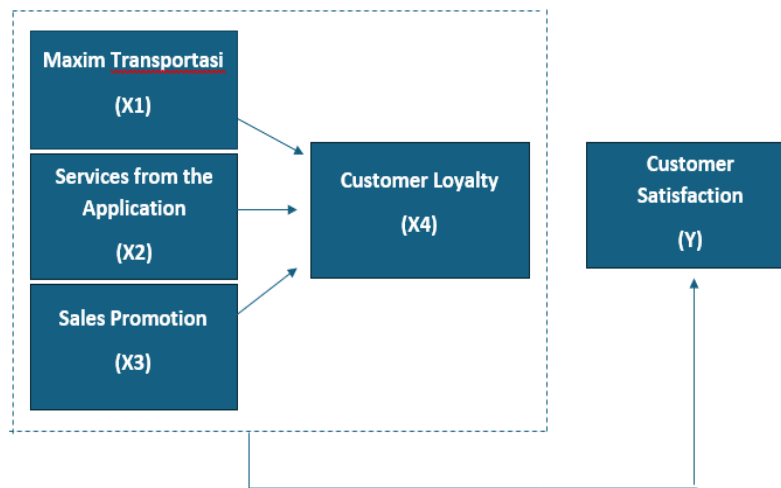 Maxim Transportasi
(X1)
Services from the
Application
(X2)
Sales Promotion
(X3)
Customer Loyalty
(X4)
Customer
Satisfaction
(Y)